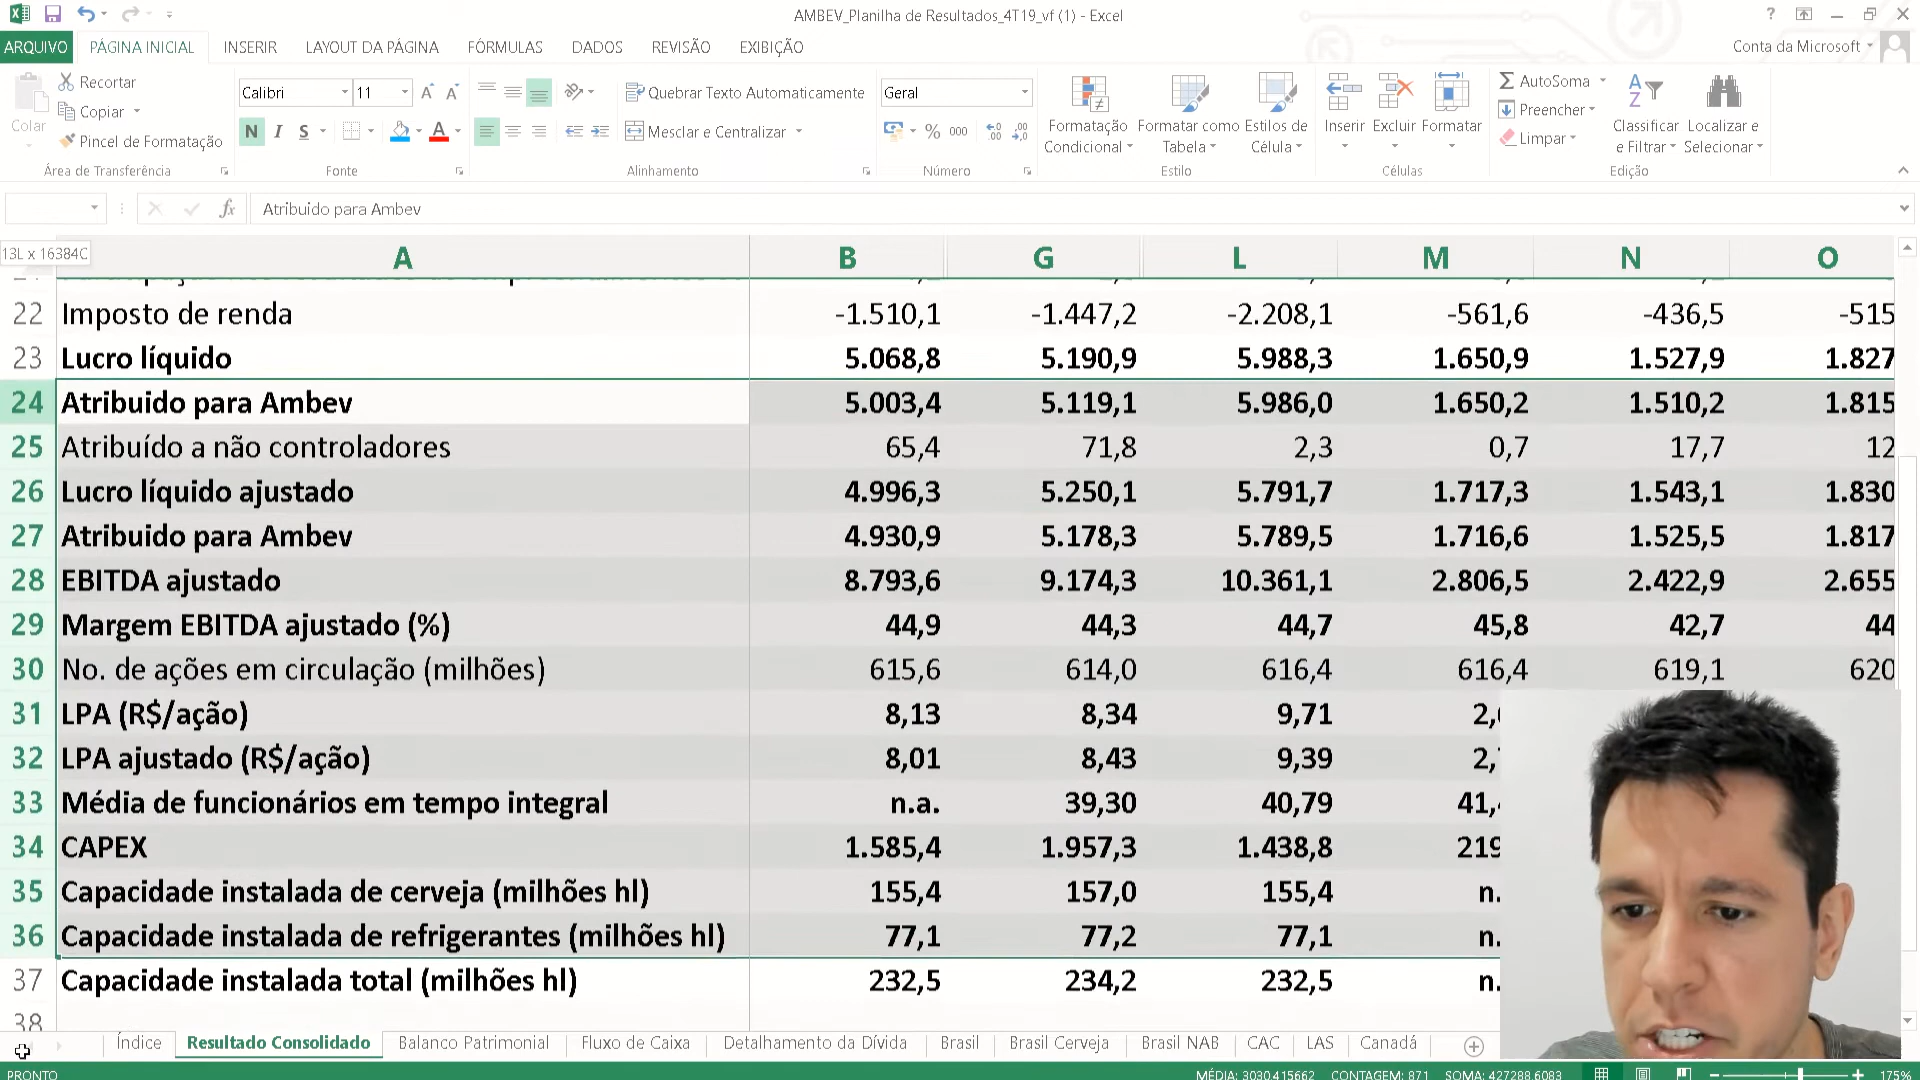 AMBEV_Planilha de Resultados_4T19_vf (1) - Excel
ARQUIVO PÁGINA INICIAL INSERIR LAYOUT DA PÁGINA FÓRMULAS DADOS REVISÃO EXIBIÇÃO Conta da Microsoft
Colar
Recortar
Copiar
Pincel de Formatação
Área de Transferência
Calibri 11
N I S
Fonte
Quebrar Texto Automaticamente
Mesclar e Centralizar
Alinhamento
Geral
% 000
Número
Formatação Condicional
Formatar como Tabela
Estilos de Célula
Estilo
Inserir Excluir Formatar
Células
AutoSoma
Preencher
Limpar
Classificar e Filtrar
Localizar e Selecionar
Edição
fx Atribuido para Ambev
13L x 16384C
A B G L M N O
22 Imposto de renda -1.510,1 -1.447,2 -2.208,1 -561,6 -436,5 -515
23 Lucro líquido 5.068,8 5.190,9 5.988,3 1.650,9 1.527,9 1.827
24 Atribuido para Ambev 5.003,4 5.119,1 5.986,0 1.650,2 1.510,2 1.815
25 Atribuído a não controladores 65,4 71,8 2,3 0,7 17,7 12
26 Lucro líquido ajustado 4.996,3 5.250,1 5.791,7 1.717,3 1.543,1 1.830
27 Atribuido para Ambev 4.930,9 5.178,3 5.789,5 1.716,6 1.525,5 1.817
28 EBITDA ajustado 8.793,6 9.174,3 10.361,1 2.806,5 2.422,9 2.655
29 Margem EBITDA ajustado (%) 44,9 44,3 44,7 45,8 42,7 44
30 No. de ações em circulação (milhões) 615,6 614,0 616,4 616,4 619,1 620
31 LPA (R$/ação) 8,13 8,34 9,71 2,
32 LPA ajustado (R$/ação) 8,01 8,43 9,39 2,
33 Média de funcionários em tempo integral n.a. 39,30 40,79 41,
34 CAPEX 1.585,4 1.957,3 1.438,8 219
35 Capacidade instalada de cerveja (milhões hl) 155,4 157,0 155,4 n.
36 Capacidade instalada de refrigerantes (milhões hl) 77,1 77,2 77,1 n.
37 Capacidade instalada total (milhões hl) 232,5 234,2 232,5 n.
38
Índice Resultado Consolidado Balanco Patrimonial Fluxo de Caixa Detalhamento da Dívida Brasil Brasil Cerveja Brasil NAB CAC LAS Canadá
PRONTO MÉDIA: 3030,415662 CONTAGEM: 871 SOMA: 427288,6083 175%